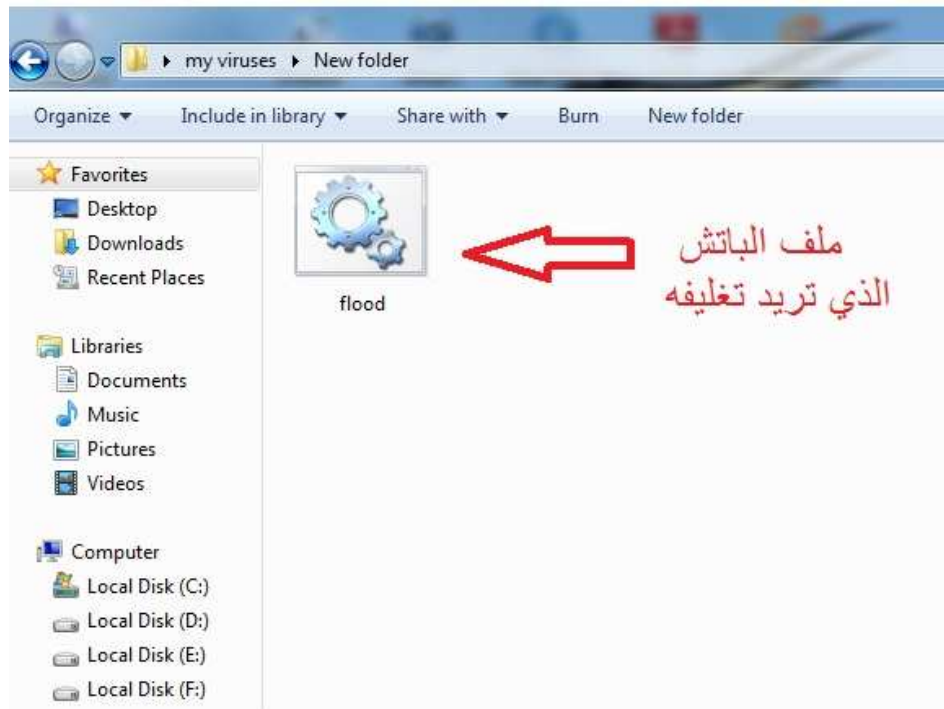 my viruses New folder
Organize Include in library Share with Burn New folder
Favorites
Desktop
Downloads
Recent Places
Libraries
Documents
Music
Pictures
Videos
Computer
Local Disk (C:)
Local Disk (D:)
Local Disk (E:)
Local Disk (F:)
flood
ملف الباتش
الذي تريد تغليفه